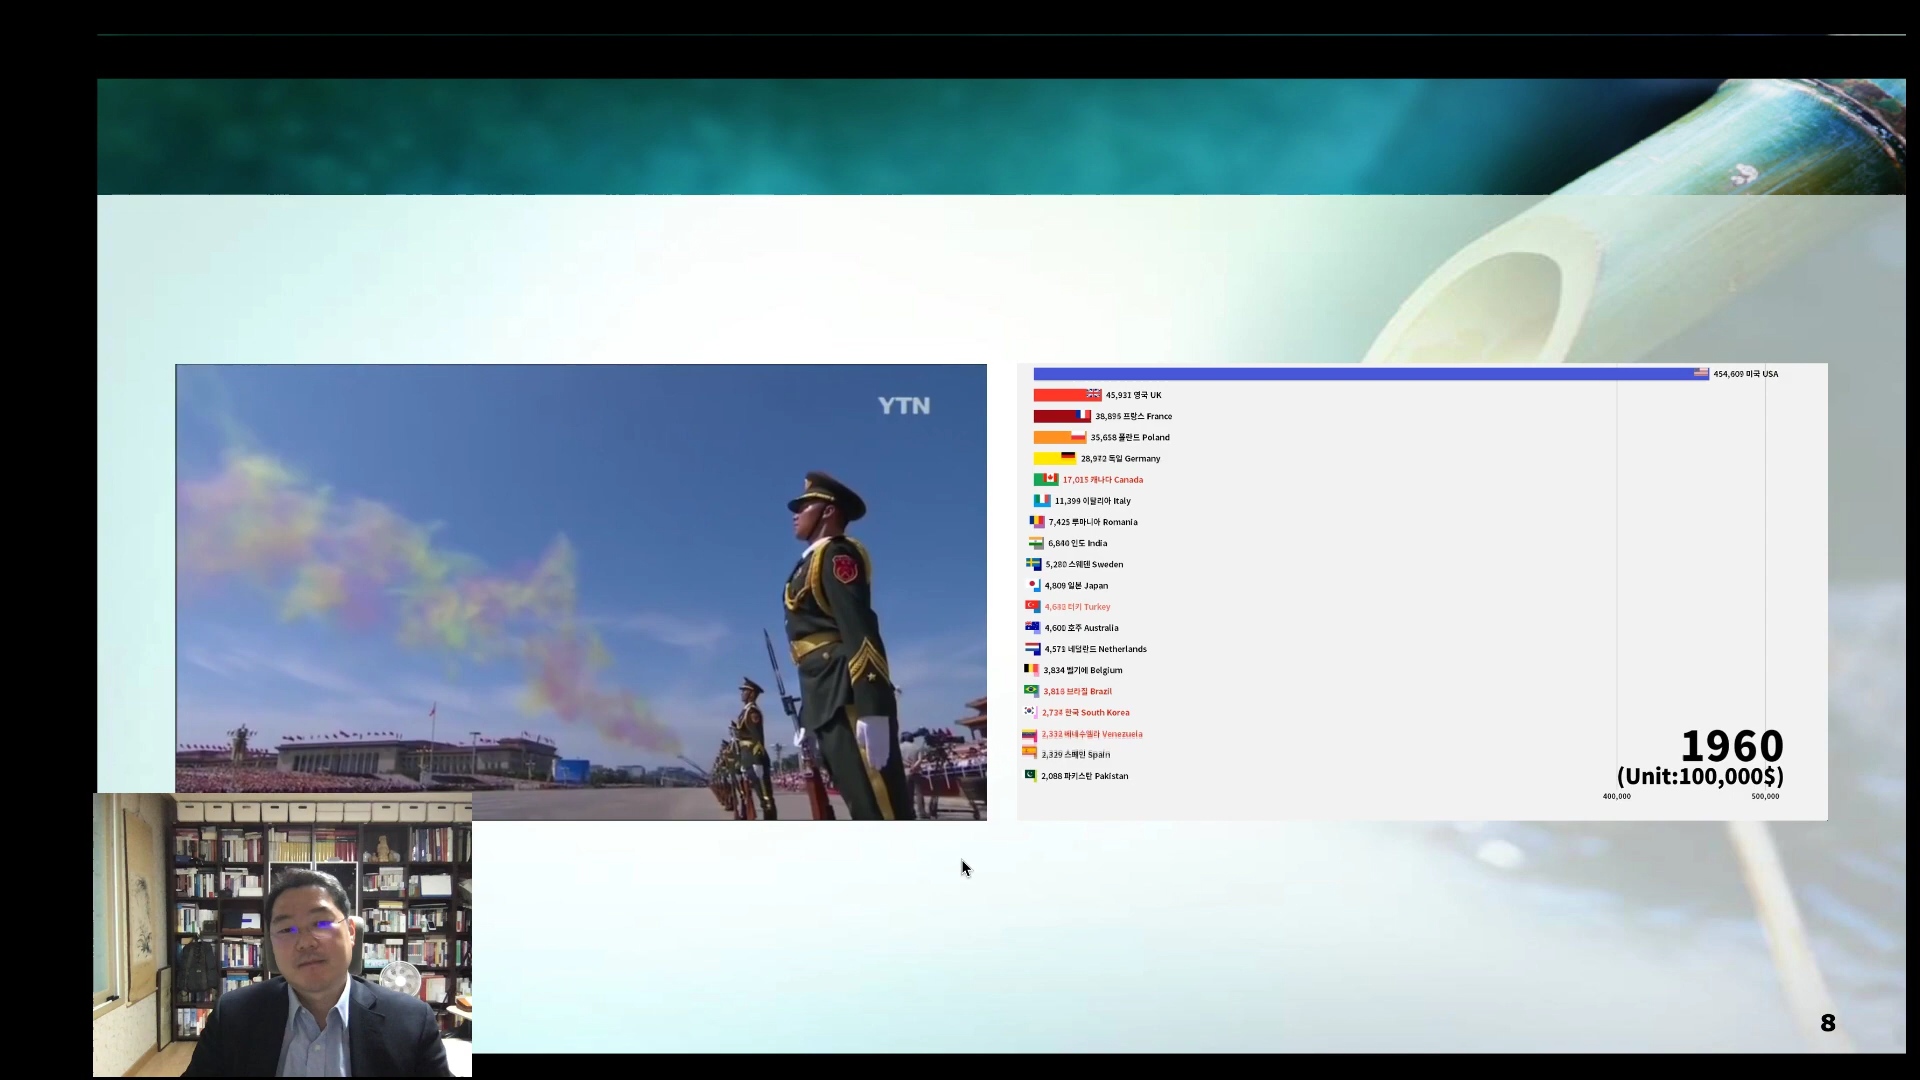 YTN
454,609 미국 USA
45,931 영국 UK
38,895 프랑스 France
35,658 폴란드 Poland
28,972 독일 Germany
17,015 캐나다 Canada
11,399 이탈리아 Italy
7,425 루마니아 Romania
6,840 인도 India
5,280 스웨덴 Sweden
4,809 일본 Japan
터키 Turkey
4,600 호주 Australia
4,571 네덜란드 Netherlands
3,834 벨기에 Belgium
3,818 브라질 Brazil
2,734 한국 South Korea
2,332 베네수엘라 Venezuela
2,329 스페인 Spain
2,088 파키스탄 Pakistan
1960
(Unit:100,000$)
400,000 500,000
8